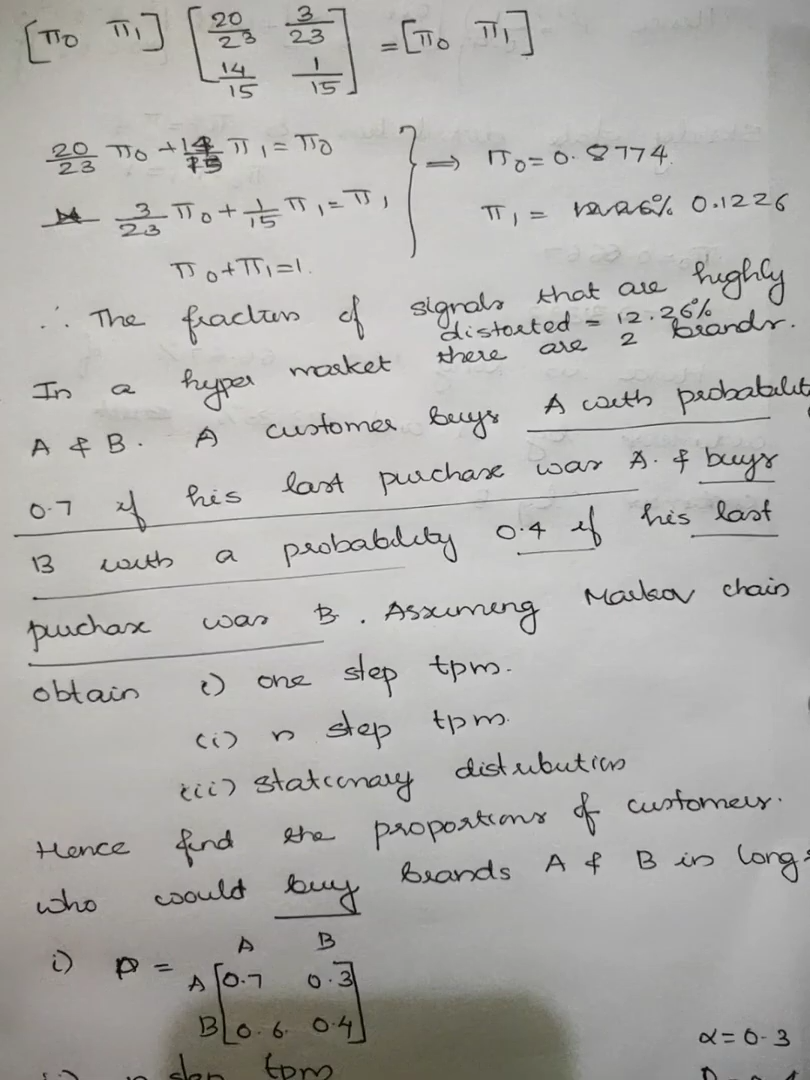 [π0 π1] [20/23 3/23 14/15 1/15] = [π0 π1]
20/23 π0 + 14/15 π1 = π0 ⟹ π0 = 0.8774
3/23 π0 + 1/15 π1 = π1 π1 = 0.1226
π0 + π1 = 1.
∴ The fraction of signals that are highly
distorted = 12.26%
In a hyper market there are 2 brands.
A & B. A customer buys A with probability
0.7 if his last purchase was A. & buys
B with a probability 0.4 if his last
purchase was B. Assuming Markov chain
obtain i) one step tpm.
(ii) n step tpm.
iii) Stationary distribution
Hence find the proportions of customers.
who would buy brands A & B in long
A B
i) P = A [0.7 0.3
B 0.6 0.4]
α = 0.3
n step tpm